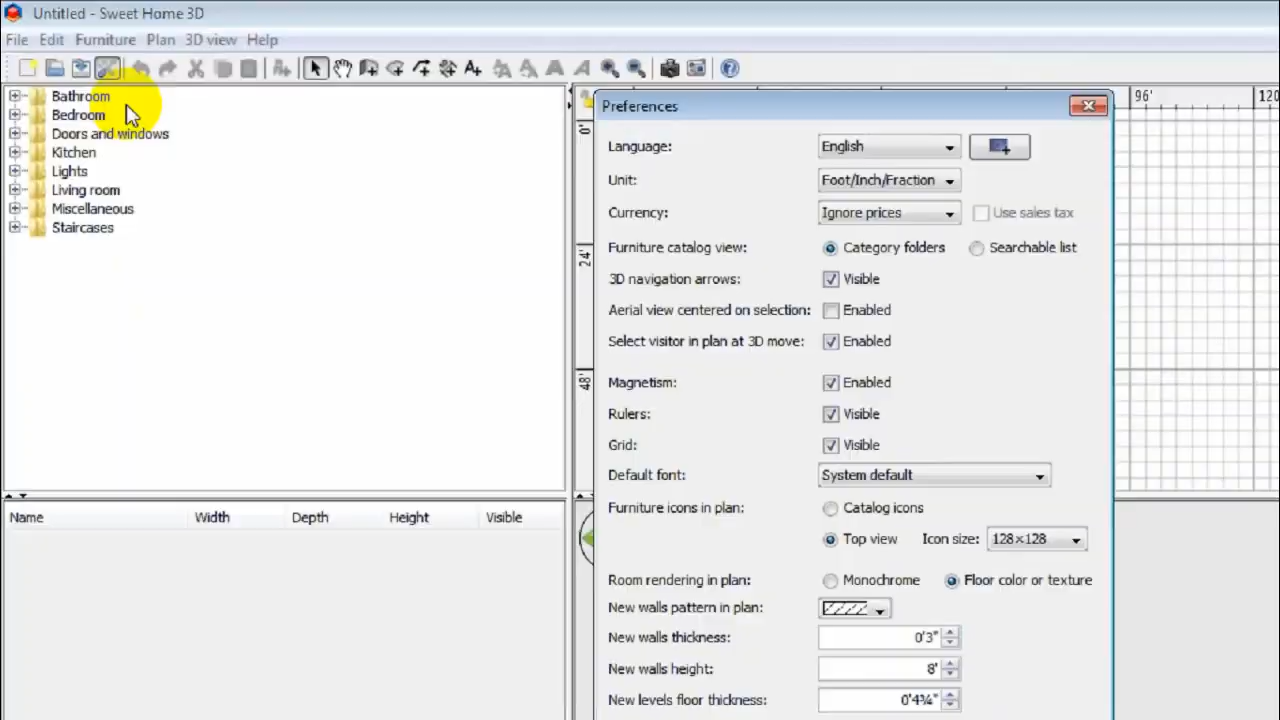 Untitled - Sweet Home 3D
File Edit Furniture Plan 3D view Help
Bathroom
Bedroom
Doors and windows
Kitchen
Lights
Living room
Miscellaneous
Staircases
Name Width Depth Height Visible
96' 120
0'
24'
48'
Preferences
Language: English
Unit: Foot/Inch/Fraction
Currency: Ignore prices Use sales tax
Furniture catalog view: Category folders Searchable list
3D navigation arrows: Visible
Aerial view centered on selection: Enabled
Select visitor in plan at 3D move: Enabled
Magnetism: Enabled
Rulers: Visible
Grid: Visible
Default font: System default
Furniture icons in plan: Catalog icons
Top view Icon size: 128×128
Room rendering in plan: Monochrome Floor color or texture
New walls pattern in plan:
New walls thickness: 0'3"
New walls height: 8'
New levels floor thickness: 0'4¾"